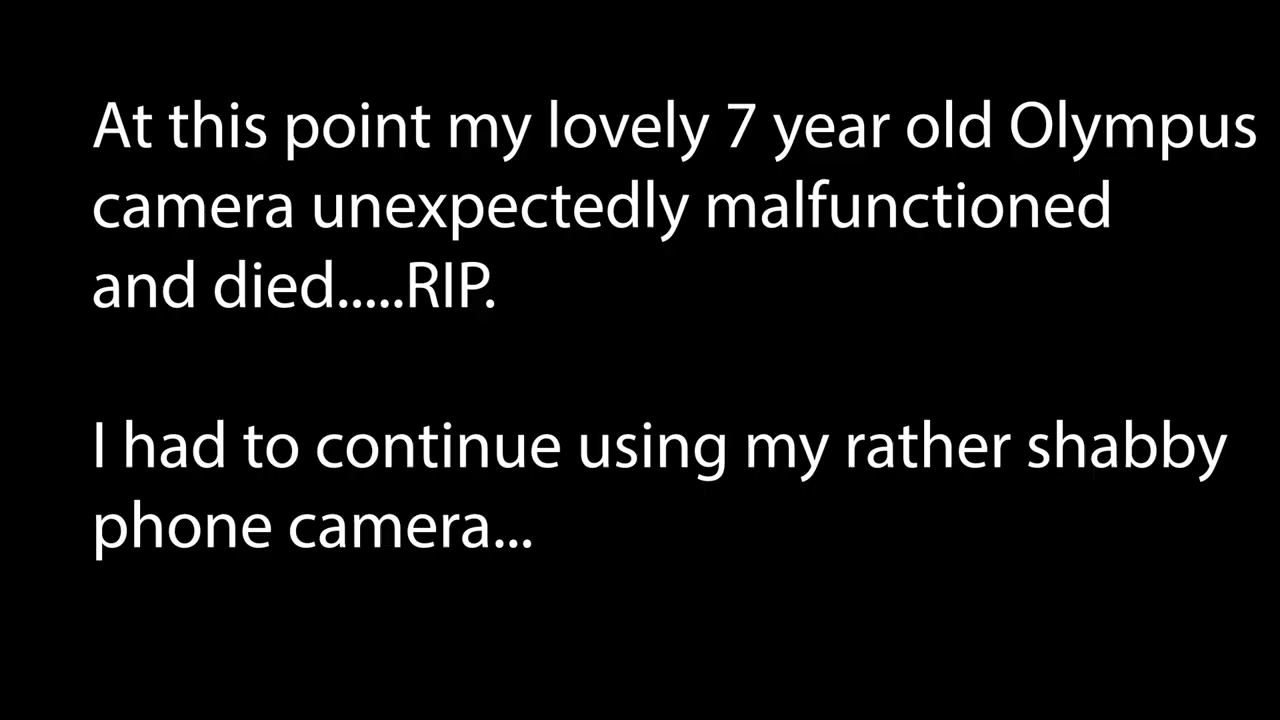 At this point my lovely 7 year old Olympus
camera unexpectedly malfunctioned
and died.....RIP.
I had to continue using my rather shabby
phone camera...